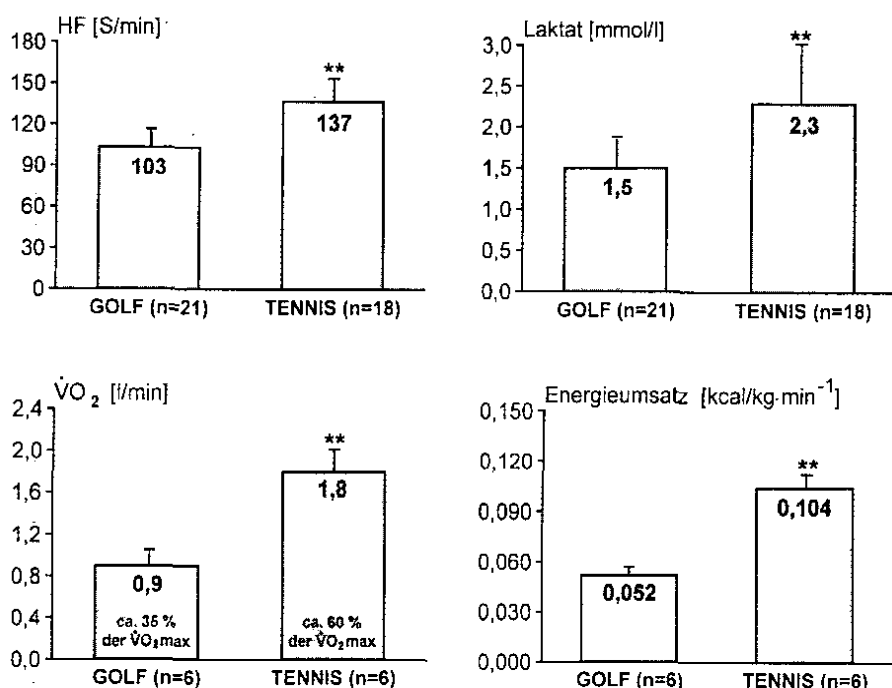 HF [S/min]
180
150
120
90
60
30
0
**
103
137
GOLF (n=21)
TENNIS (n=18)
Laktat [mmol/l]
3,0
2,5
2,0
1,5
1,0
0,5
0,0
**
1,5
2,3
GOLF (n=21)
TENNIS (n=18)
V̇O₂ [l/min]
2,4
2,0
1,6
1,2
0,8
0,4
0,0
**
0,9
ca. 35 %
der V̇O₂max
1,8
ca. 60 %
der V̇O₂max
GOLF (n=6)
TENNIS (n=6)
Energieumsatz [kcal/kg·min⁻¹]
0,150
0,120
0,090
0,060
0,030
0,000
**
0,052
0,104
GOLF (n=6)
TENNIS (n=6)